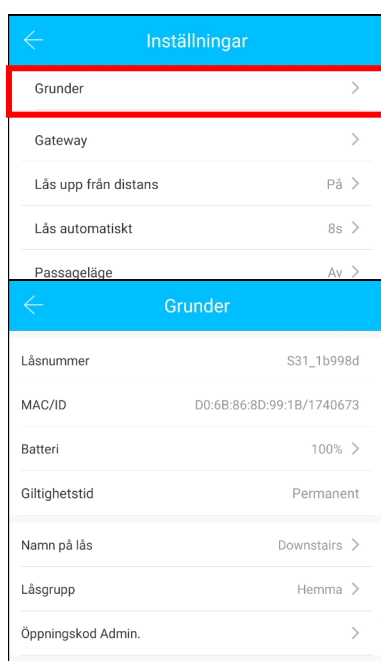 Inställningar
Grunder
Gateway
Lås upp från distans På
Lås automatiskt 8s
Passageläge Av
Grunder
Låsnummer S31_1b998d
MAC/ID D0:6B:86:8D:99:1B/1740673
Batteri 100%
Giltighetstid Permanent
Namn på lås Downstairs
Låsgrupp Hemma
Öppningskod Admin.